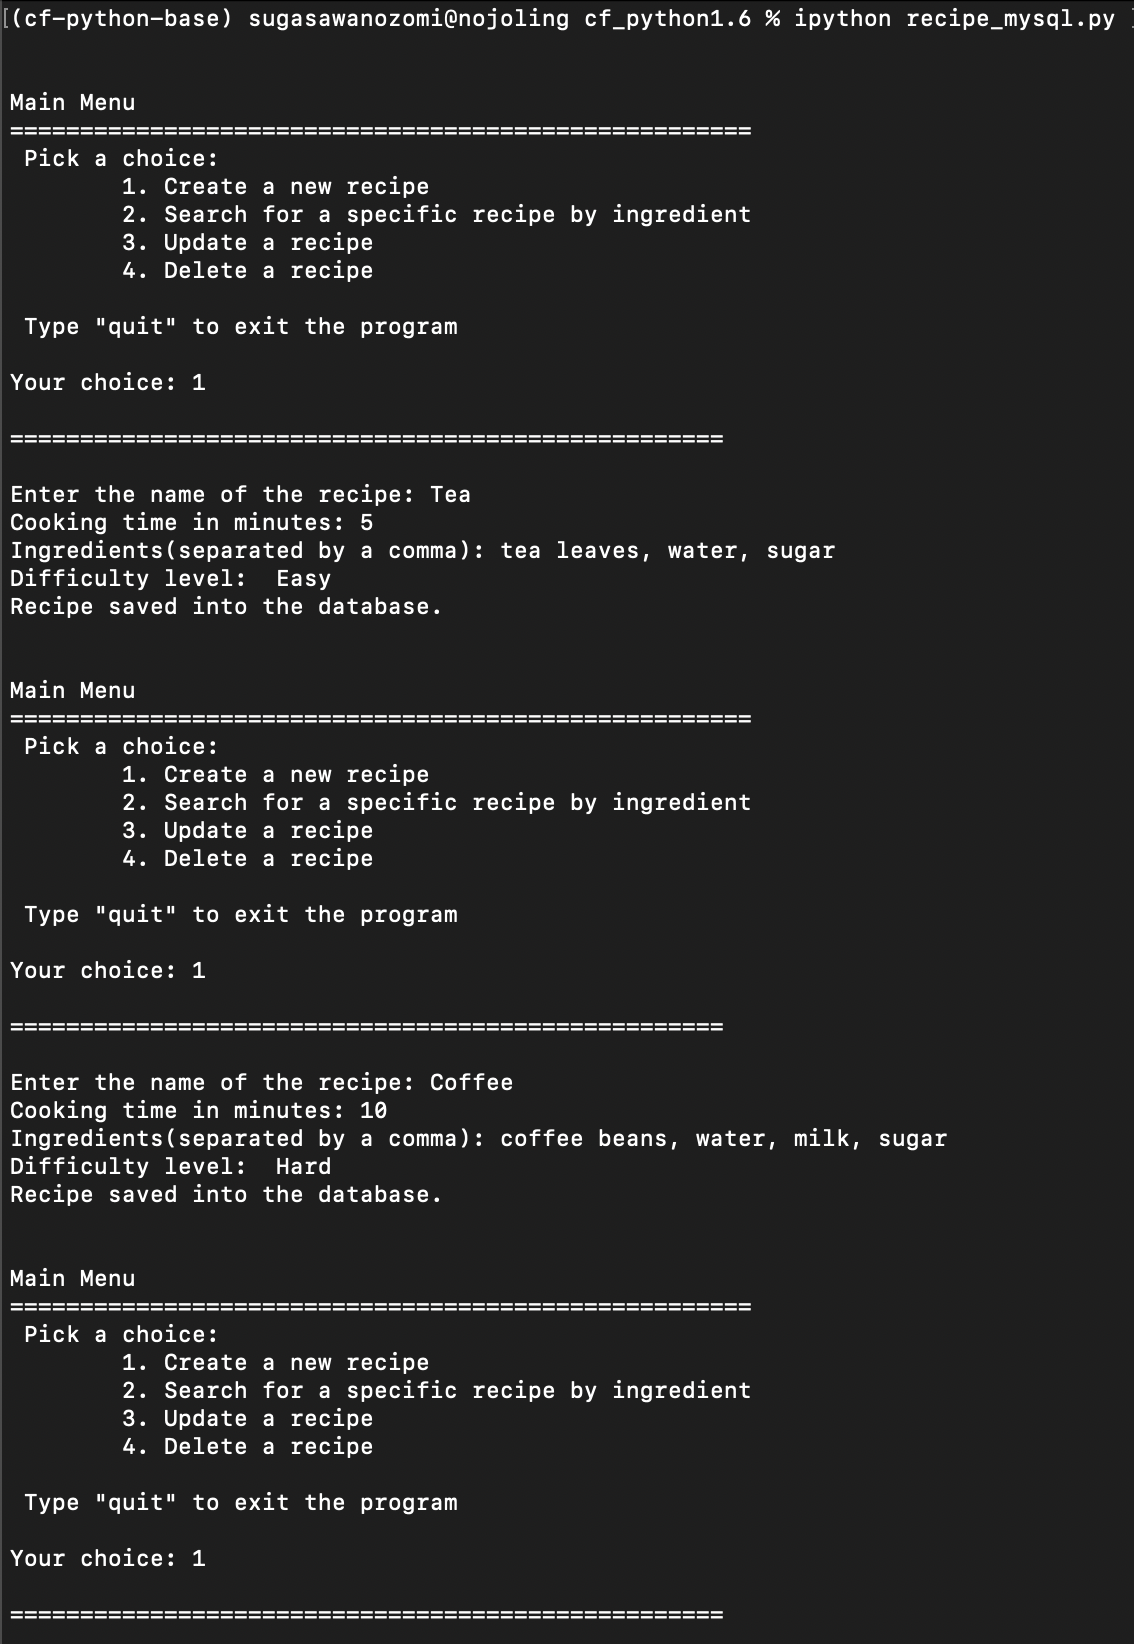 [(cf-python-base) sugasawanozomi@nojoling cf_python1.6 % ipython recipe_mysql.py ]
Main Menu
=====================================================
 Pick a choice:
        1. Create a new recipe
        2. Search for a specific recipe by ingredient
        3. Update a recipe
        4. Delete a recipe
 Type "quit" to exit the program
Your choice: 1
===================================================
Enter the name of the recipe: Tea
Cooking time in minutes: 5
Ingredients(separated by a comma): tea leaves, water, sugar
Difficulty level:  Easy
Recipe saved into the database.
Main Menu
=====================================================
 Pick a choice:
        1. Create a new recipe
        2. Search for a specific recipe by ingredient
        3. Update a recipe
        4. Delete a recipe
 Type "quit" to exit the program
Your choice: 1
===================================================
Enter the name of the recipe: Coffee
Cooking time in minutes: 10
Ingredients(separated by a comma): coffee beans, water, milk, sugar
Difficulty level:  Hard
Recipe saved into the database.
Main Menu
=====================================================
 Pick a choice:
        1. Create a new recipe
        2. Search for a specific recipe by ingredient
        3. Update a recipe
        4. Delete a recipe
 Type "quit" to exit the program
Your choice: 1
===================================================